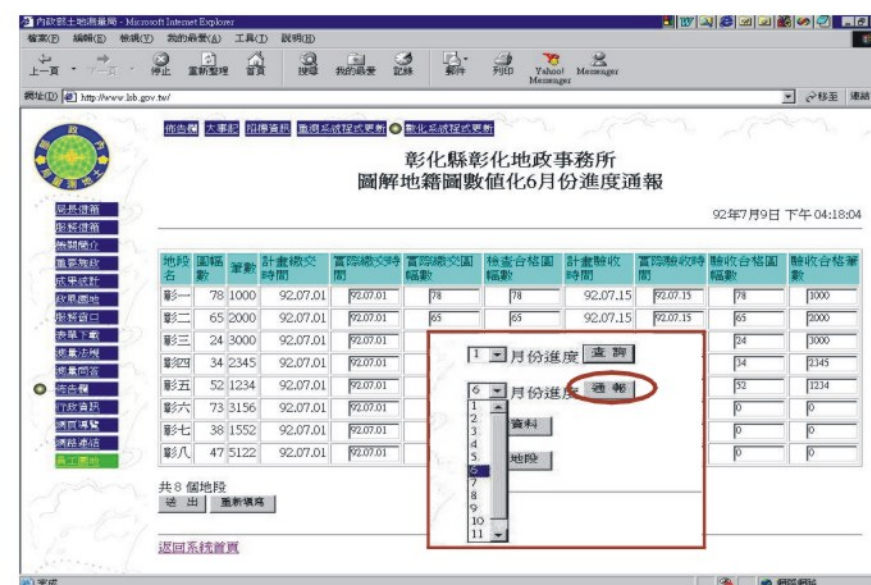 內政部土地測量局 - Microsoft Internet Explorer
檔案(F) 編輯(E) 檢視(V) 我的最愛(A) 工具(T) 說明(H)
上一頁 下一頁 停止 重新整理 首頁 搜尋 我的最愛 記錄 郵件 列印 Yahoo! Messenger Messenger
網址(D) http://www.lsb.gov.tw/ 移至 連結
佈告欄 大事記 招標資訊 重測系統程式更新 數化系統程式更新
彰化縣彰化地政事務所
圖解地籍圖數值化6月份進度通報
92年7月9日 下午 04:18:04
局長信箱
服務信箱
機關簡介
重要施政
成果統計
政風園地
服務窗口
表單下載
測量法規
測量問答
佈告欄
行政資訊
網頁導覽
網路連結
員工園地
地段名 圖幅數 筆數 計畫繳交時間 實際繳交時間 實際繳交圖幅數 檢查合格圖幅數 計畫驗收時間 實際驗收時間 驗收合格圖幅數 驗收合格筆數
彰一 78 1000 92.07.01 92.07.01 78 78 92.07.15 92.07.15 78 1000
彰二 65 2000 92.07.01 92.07.01 65 65 92.07.15 92.07.15 65 2000
彰三 24 3000 92.07.01 92.07.01 24 3000
彰四 34 2345 92.07.01 92.07.01 34 2345
彰五 52 1234 92.07.01 92.07.01 52 1234
彰六 73 3156 92.07.01 92.07.01 0 0
彰七 38 1552 92.07.01 92.07.01 0 0
彰八 47 5122 92.07.01 92.07.01 0 0
1 月份進度 查詢
6 月份進度 通報
1
2
3
4
5
6
7
8
9
10
11
資料
地段
共 8 個地段
送出 重新填寫
返回系統首頁
完成 網際網路